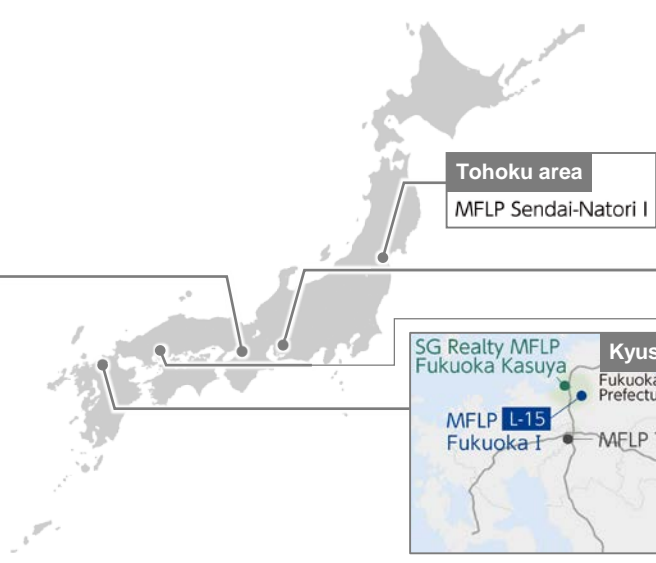 Tohoku area
MFLP Sendai-Natori I
SG Realty MFLP
Fukuoka Kasuya
Kyus
Fukuoka
Prefectu
MFLP L-15
Fukuoka I
MFLP